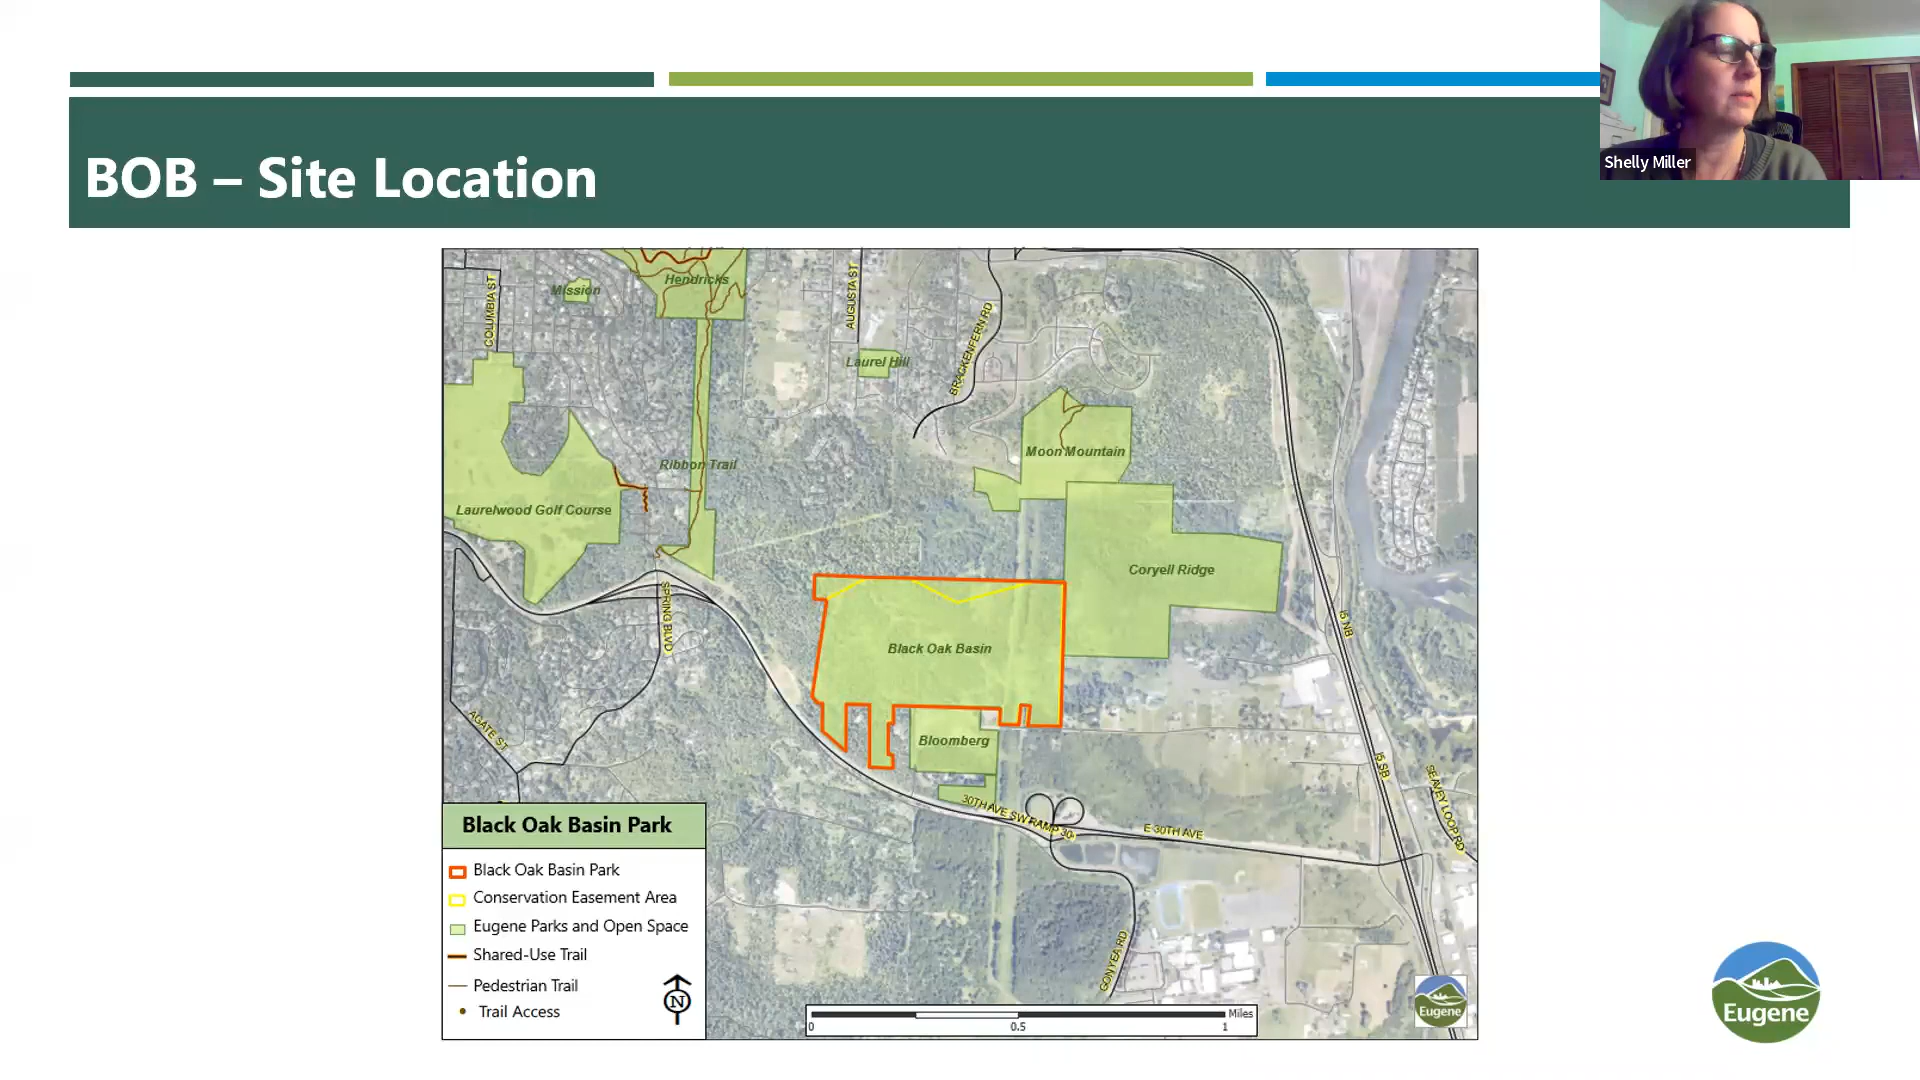 Shelly Miller
BOB – Site Location
Hendricks
Mission
COLUMBIA ST
AUGUSTA ST
BRACKENFERN RD
Laurel Hill
Moon Mountain
Ribbon Trail
Laurelwood Golf Course
Coryell Ridge
SPRING BLVD
I5 NB
Black Oak Basin
AGATE ST
Bloomberg
I5 SB
SEAVEY LOOP RD
30TH AVE SW RAMP 30
E 30TH AVE
GONYEA RD
Black Oak Basin Park
Black Oak Basin Park
Conservation Easement Area
Eugene Parks and Open Space
Shared-Use Trail
Pedestrian Trail
Trail Access
N
Miles
0 0.5 1
Eugene
Eugene